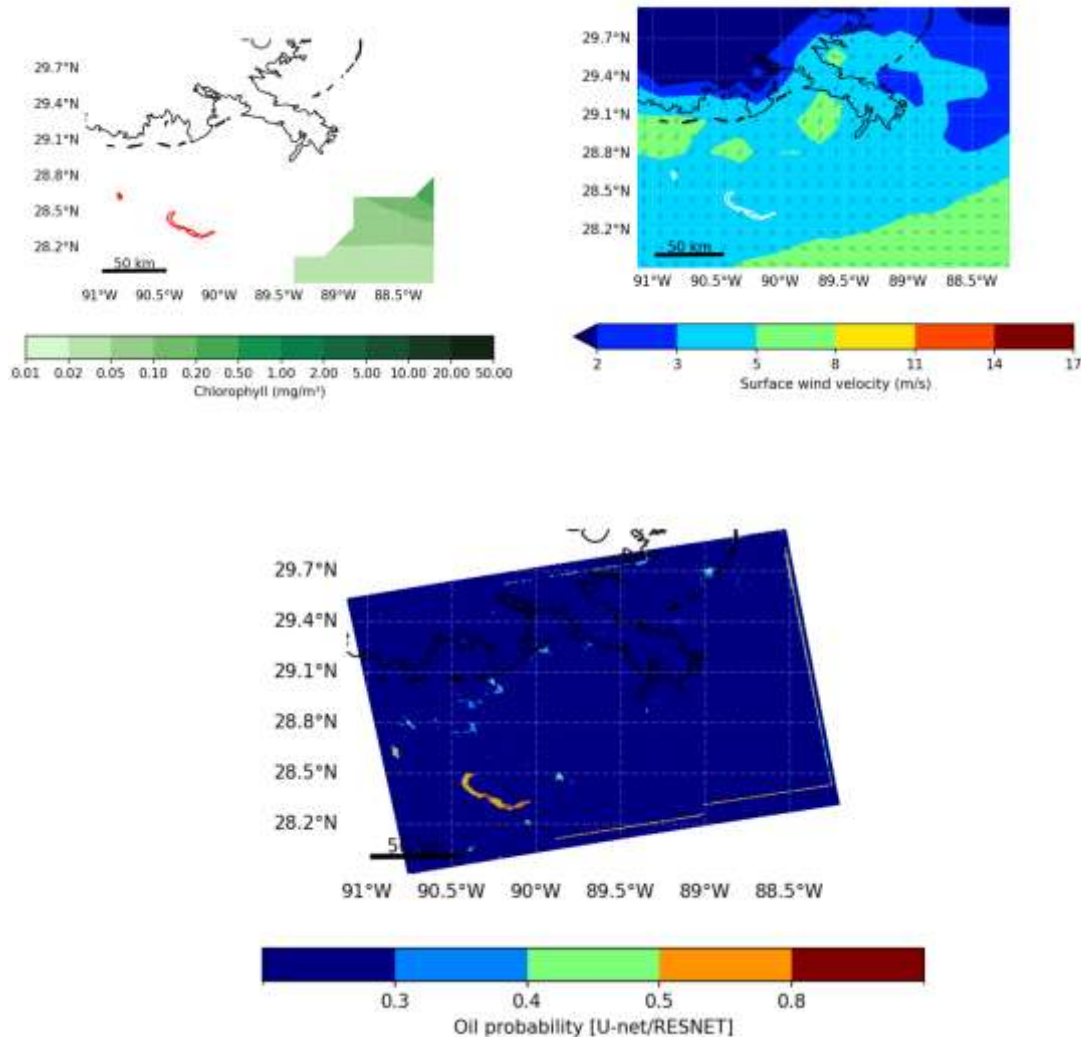 29.7°N
29.4°N
29.1°N
28.8°N
28.5°N
28.2°N
50 km
91°W 90.5°W 90°W 89.5°W 89°W 88.5°W
0.01 0.02 0.05 0.10 0.20 0.50 1.00 2.00 5.00 10.00 20.00 50.00
Chlorophyll (mg/m³)
29.7°N
29.4°N
29.1°N
28.8°N
28.5°N
28.2°N
50 km
91°W 90.5°W 90°W 89.5°W 89°W 88.5°W
2 3 5 8 11 14 17
Surface wind velocity (m/s)
29.7°N
29.4°N
29.1°N
28.8°N
28.5°N
28.2°N
91°W 90.5°W 90°W 89.5°W 89°W 88.5°W
0.3 0.4 0.5 0.8
Oil probability [U-net/RESNET]